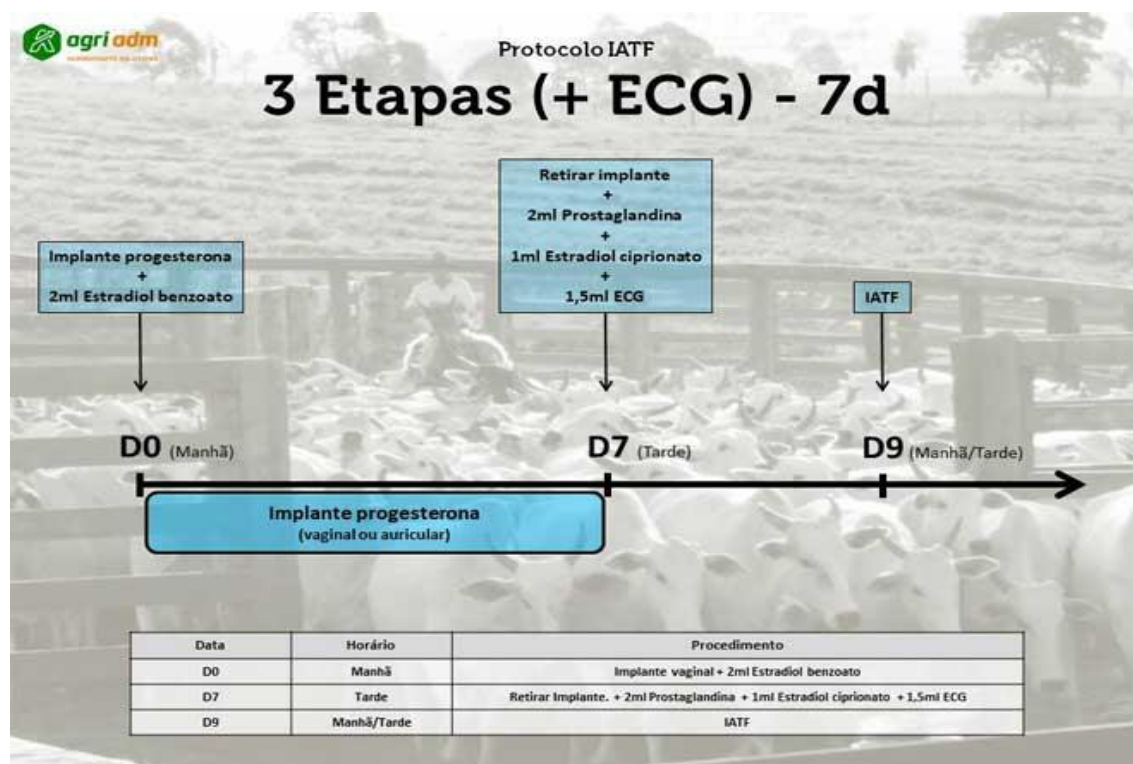 agri adm
Protocolo IATF
3 Etapas (+ ECG) - 7d
Retirar implante
+
2ml Prostaglandina
+
1ml Estradiol ciprionato
+
1,5ml ECG
Implante progesterona
+
2ml Estradiol benzoato
IATF
D0 (Manhã)
D7 (Tarde)
D9 (Manhã/Tarde)
Implante progesterona
(vaginal ou auricular)
Data Horário Procedimento
D0 Manhã Implante vaginal + 2ml Estradiol benzoato
D7 Tarde Retirar Implante. + 2ml Prostaglandina + 1ml Estradiol ciprionato + 1,5ml ECG
D9 Manhã/Tarde IATF